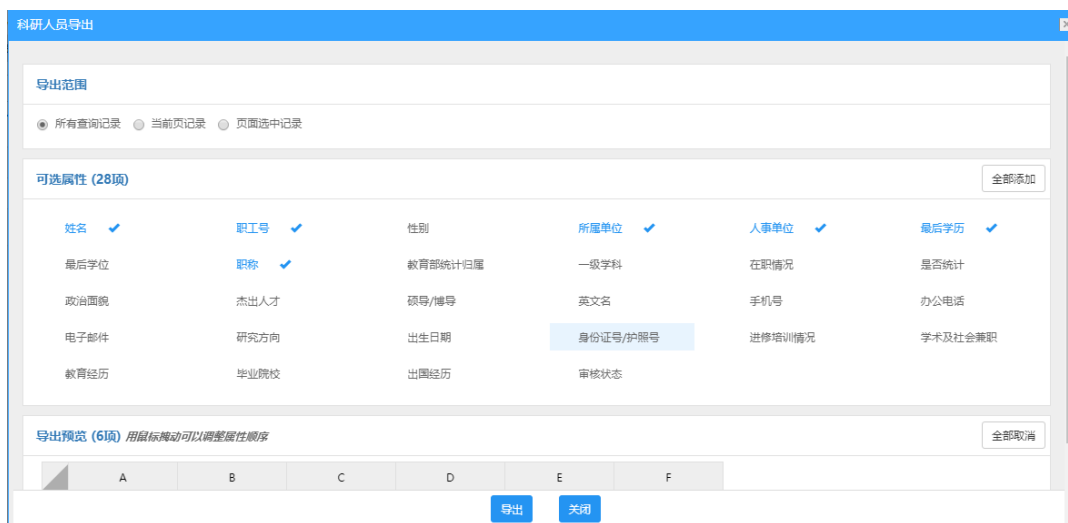 科研人员导出
导出范围
所有查询记录 当前页记录 页面选中记录
可选属性 (28项) 全部添加
姓名 职工号 性别 所属单位 人事单位 最后学历
最后学位 职称 教育部统计归属 一级学科 在职情况 是否统计
政治面貌 杰出人才 硕导/博导 英文名 手机号 办公电话
电子邮件 研究方向 出生日期 身份证号/护照号 进修培训情况 学术及社会兼职
教育经历 毕业院校 出国经历 审核状态
导出预览 (6项) 用鼠标拖动可以调整属性顺序 全部取消
A B C D E F
导出 关闭